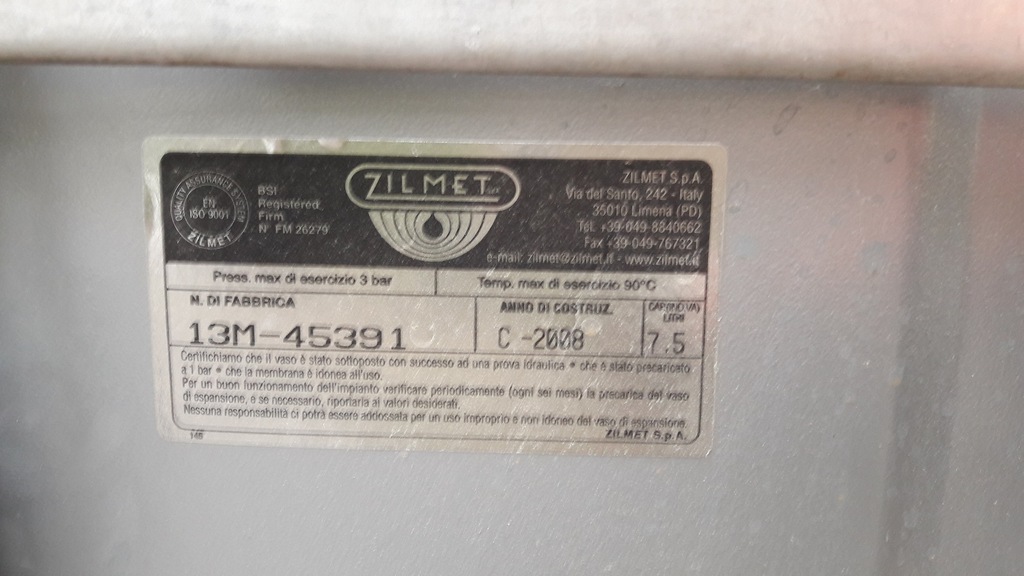 QUALITY ASSURANCE SYSTEM
EN
ISO 9001
ZILMET
BSI
Registered
Firm
N° FM 26279
ZILMET
ZILMET S.p.A.
Via del Santo, 242 - Italy
35010 Limena (PD)
Tel. +39-049-8840662
Fax +39-049-767321
e-mail: zilmet@zilmet.it - www.zilmet.it
Press. max di esercizio 3 bar
Temp. max di esercizio 90°C
N. DI FABBRICA
13M-45391
ANNO DI COSTRUZ.
C -2008
LITRI
7.5
Certifichiamo che il vaso è stato sottoposto con successo ad una prova idraulica • che è stato precaricato
a 1 bar • che la membrana è idonea all'uso.
Per un buon funzionamento dell'impianto verificare periodicamente (ogni sei mesi) la precarica del vaso
di espansione, e se necessario, riportarla ai valori desiderati.
Nessuna responsabilità ci potrà essere addossata per un uso improprio e non idoneo del vaso di espansione.
ZILMET S.p.A.
145